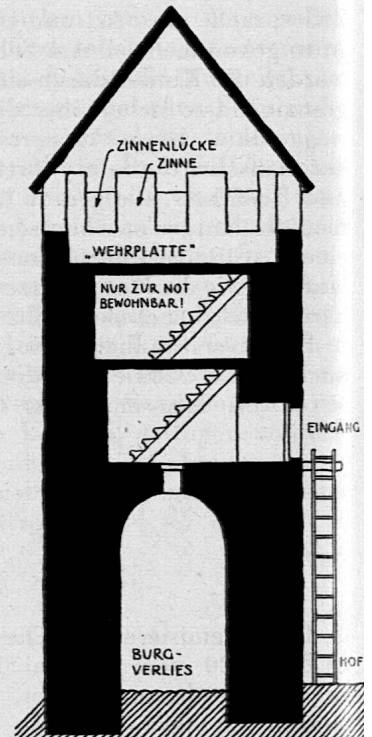 ZINNENLÜCKE
ZINNE
„WEHRPLATTE"
NUR ZUR NOT
BEWOHNBAR!
EINGANG
BURG-
VERLIES
HOF